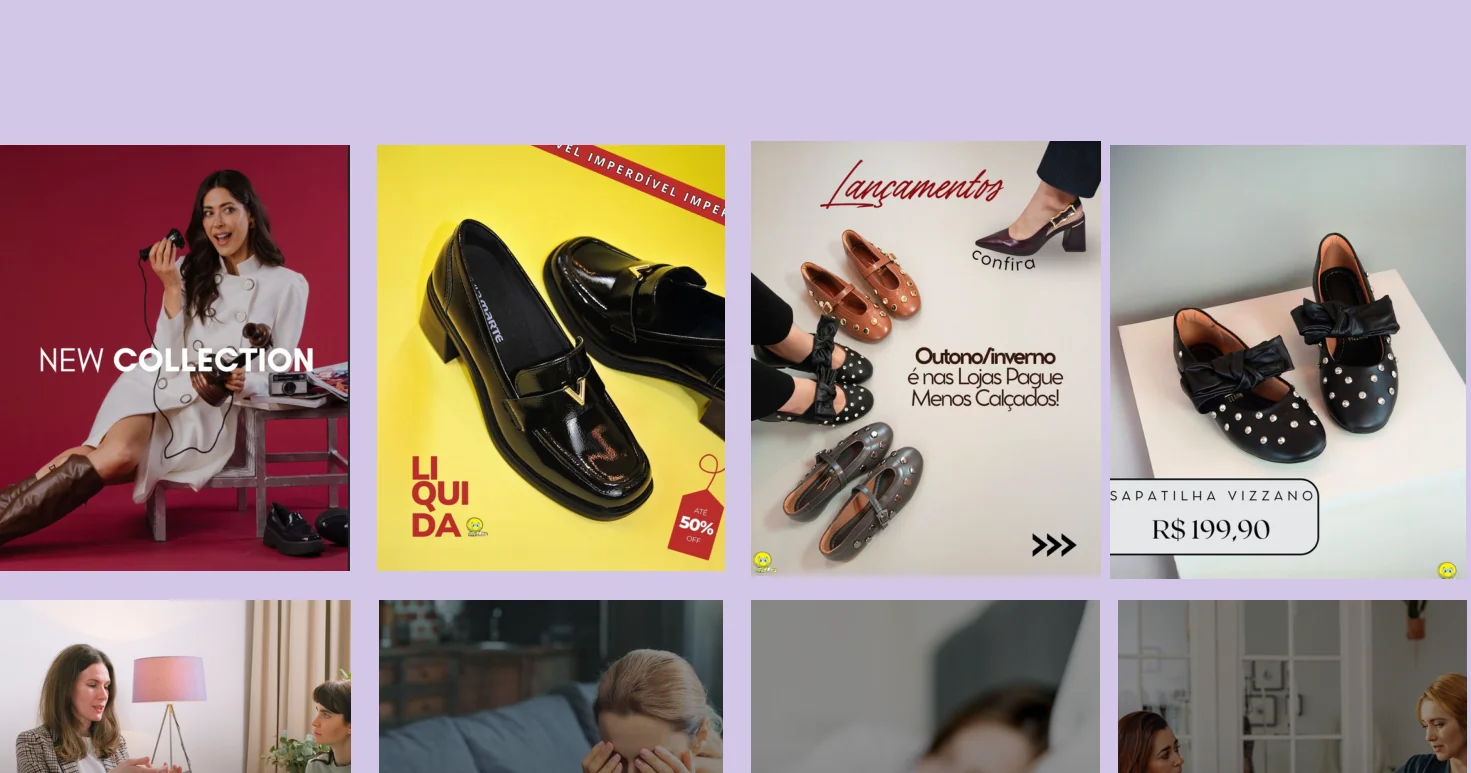 NEW COLLECTION
VEL IMPERDÍVEL IMPER
LI
QUI
DA
ATÉ
50%
OFF
Lançamentos
confira
Outono/inverno
é nas Lojas Pague
Menos Calçados!
SAPATILHA VIZZANO
R$ 199,90